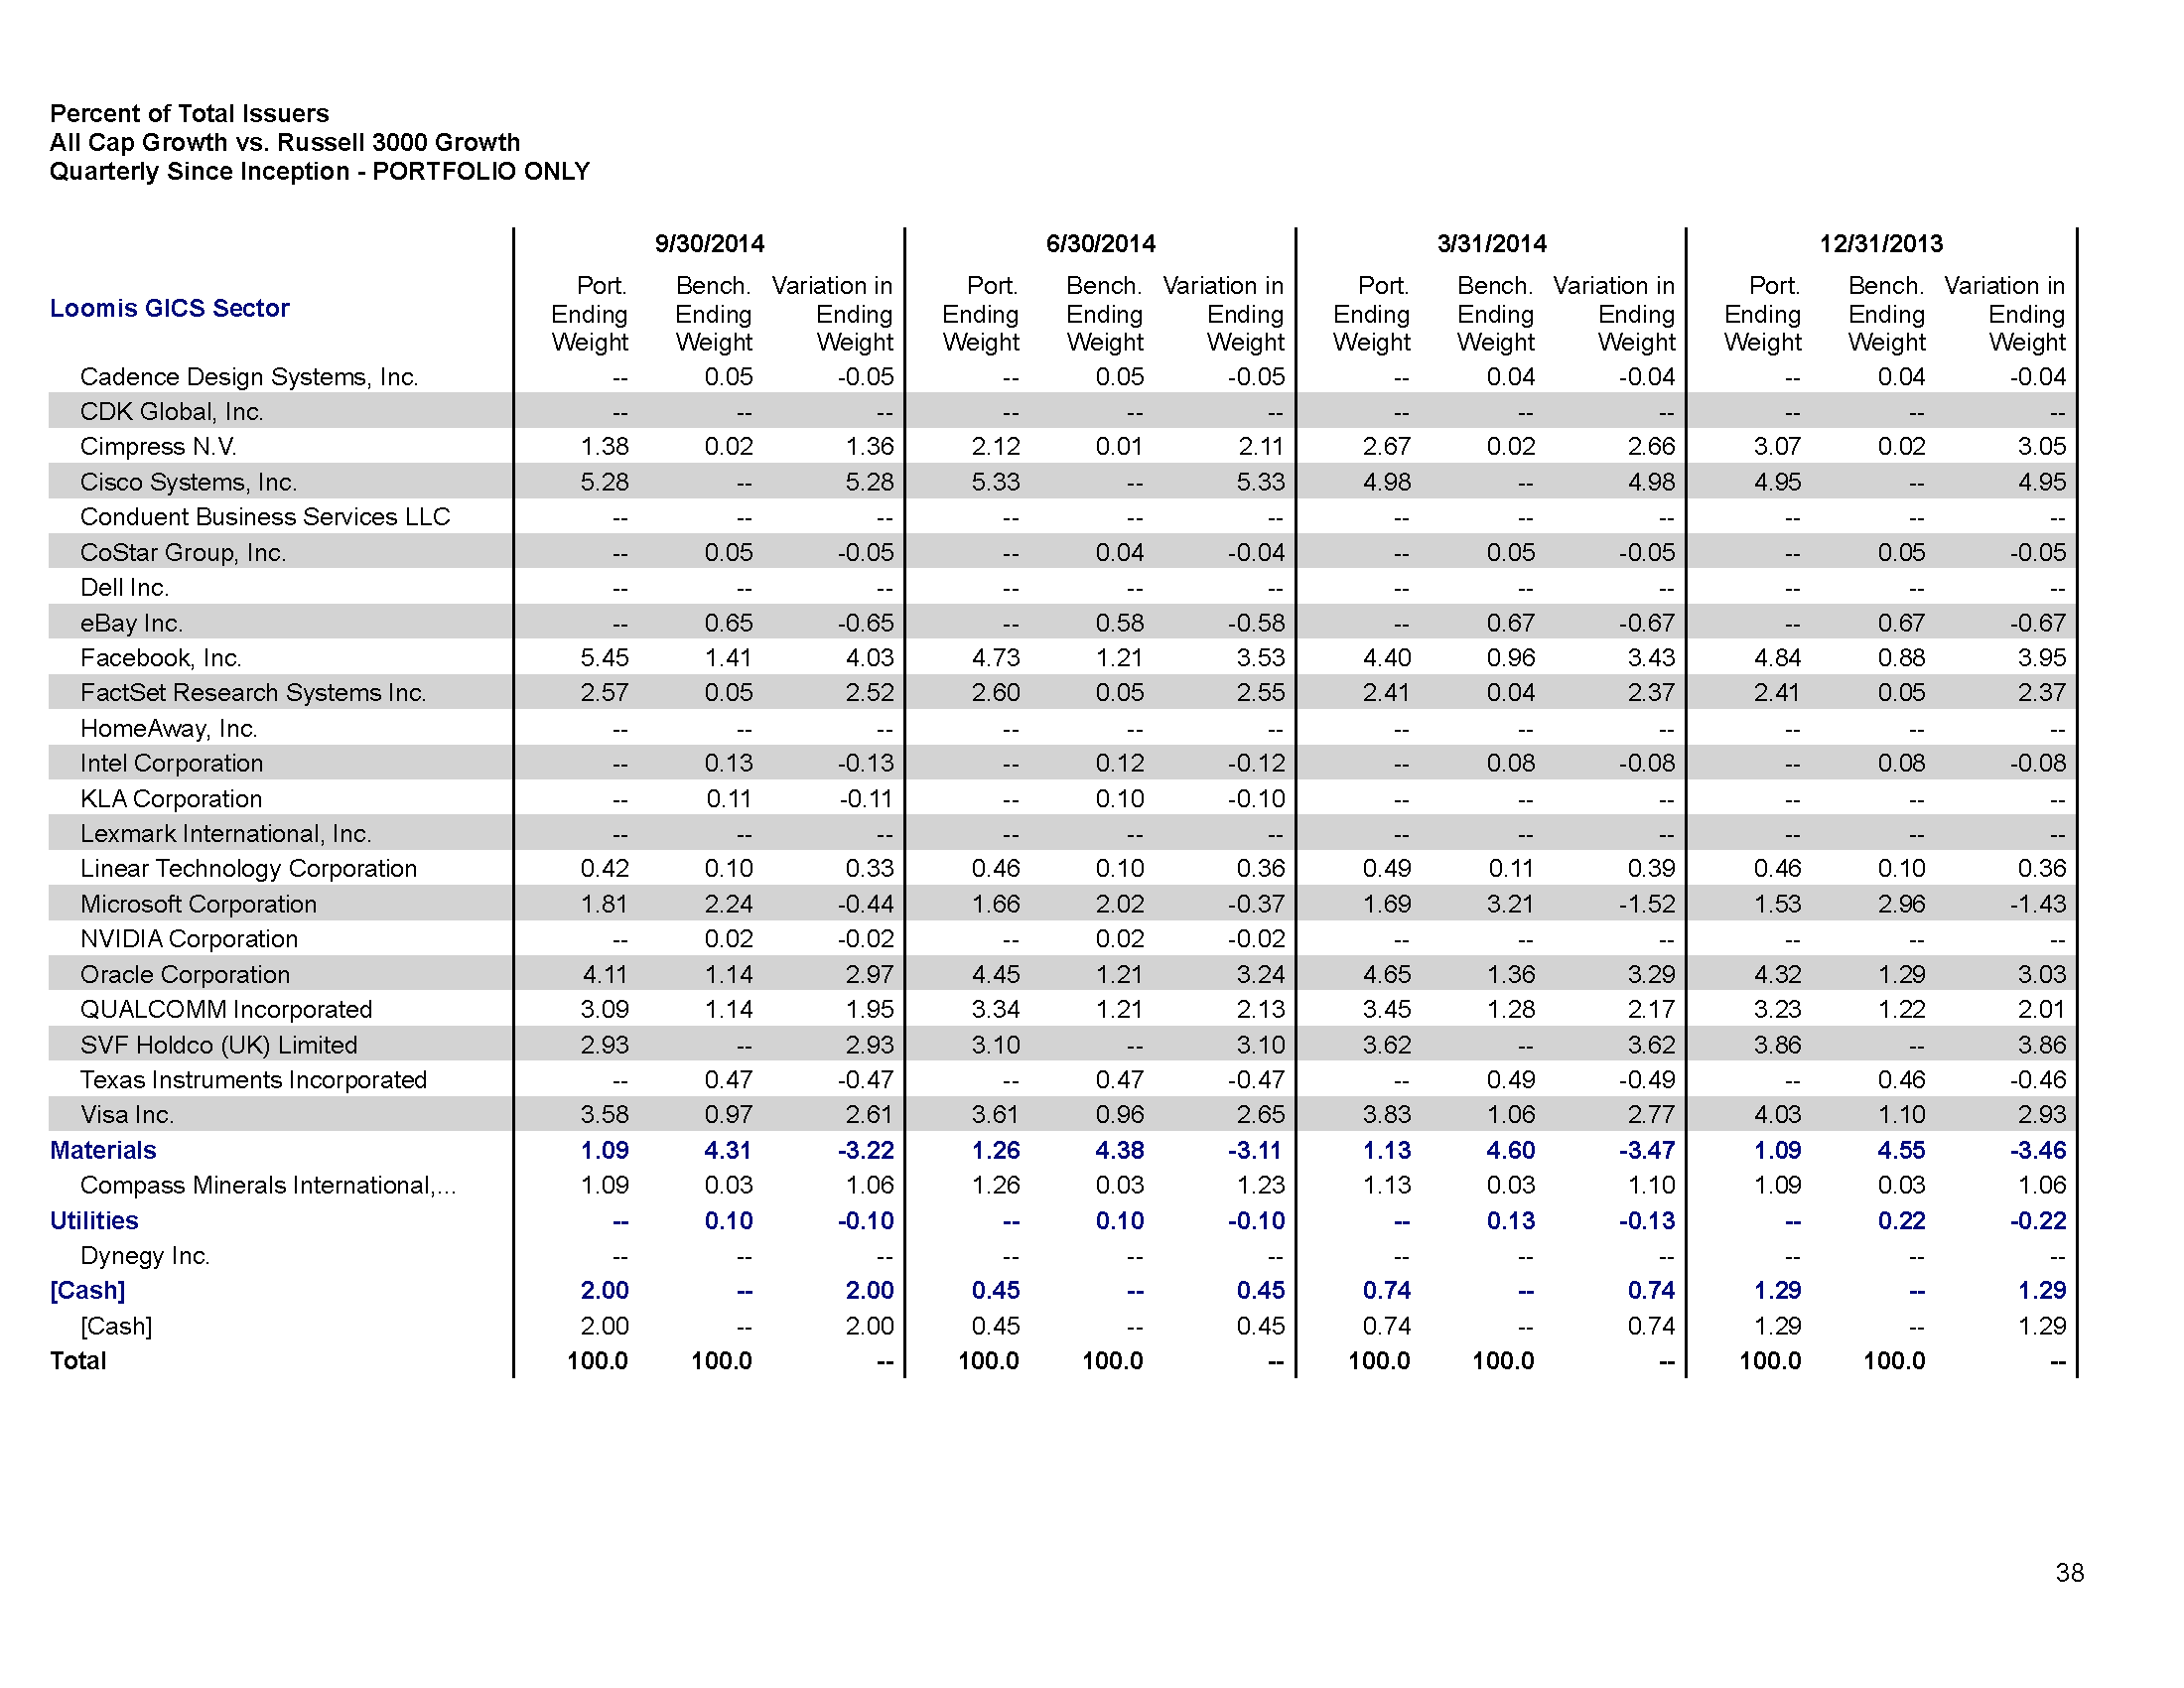 Percent of Total Issuers
All Cap Growth vs. Russell 3000 Growth
Quarterly Since Inception - PORTFOLIO ONLY
9/30/2014 6/30/2014 3/31/2014 12/31/2013
Loomis GICS Sector
Port. Bench. Variation in Port. Bench. Variation in Port. Bench. Variation in Port. Bench. Variation in
Ending Ending Ending Ending Ending Ending Ending Ending Ending Ending Ending Ending
Weight Weight Weight Weight Weight Weight Weight Weight Weight Weight Weight Weight
Cadence Design Systems, Inc. -- 0.05 -0.05 -- 0.05 -0.05 -- 0.04 -0.04 -- 0.04 -0.04
CDK Global, Inc. -- -- -- -- -- -- -- -- -- -- -- --
Cimpress N.V. 1.38 0.02 1.36 2.12 0.01 2.11 2.67 0.02 2.66 3.07 0.02 3.05
Cisco Systems, Inc. 5.28 -- 5.28 5.33 -- 5.33 4.98 -- 4.98 4.95 -- 4.95
Conduent Business Services LLC -- -- -- -- -- -- -- -- -- -- -- --
CoStar Group, Inc. -- 0.05 -0.05 -- 0.04 -0.04 -- 0.05 -0.05 -- 0.05 -0.05
Dell Inc. -- -- -- -- -- -- -- -- -- -- -- --
eBay Inc. -- 0.65 -0.65 -- 0.58 -0.58 -- 0.67 -0.67 -- 0.67 -0.67
Facebook, Inc. 5.45 1.41 4.03 4.73 1.21 3.53 4.40 0.96 3.43 4.84 0.88 3.95
FactSet Research Systems Inc. 2.57 0.05 2.52 2.60 0.05 2.55 2.41 0.04 2.37 2.41 0.05 2.37
HomeAway, Inc. -- -- -- -- -- -- -- -- -- -- -- --
Intel Corporation -- 0.13 -0.13 -- 0.12 -0.12 -- 0.08 -0.08 -- 0.08 -0.08
KLA Corporation -- 0.11 -0.11 -- 0.10 -0.10 -- -- -- -- -- --
Lexmark International, Inc. -- -- -- -- -- -- -- -- -- -- -- --
Linear Technology Corporation 0.42 0.10 0.33 0.46 0.10 0.36 0.49 0.11 0.39 0.46 0.10 0.36
Microsoft Corporation 1.81 2.24 -0.44 1.66 2.02 -0.37 1.69 3.21 -1.52 1.53 2.96 -1.43
NVIDIA Corporation -- 0.02 -0.02 -- 0.02 -0.02 -- -- -- -- -- --
Oracle Corporation 4.11 1.14 2.97 4.45 1.21 3.24 4.65 1.36 3.29 4.32 1.29 3.03
QUALCOMM Incorporated 3.09 1.14 1.95 3.34 1.21 2.13 3.45 1.28 2.17 3.23 1.22 2.01
SVF Holdco (UK) Limited 2.93 -- 2.93 3.10 -- 3.10 3.62 -- 3.62 3.86 -- 3.86
Texas Instruments Incorporated -- 0.47 -0.47 -- 0.47 -0.47 -- 0.49 -0.49 -- 0.46 -0.46
Visa Inc. 3.58 0.97 2.61 3.61 0.96 2.65 3.83 1.06 2.77 4.03 1.10 2.93
Materials 1.09 4.31 -3.22 1.26 4.38 -3.11 1.13 4.60 -3.47 1.09 4.55 -3.46
Compass Minerals International,... 1.09 0.03 1.06 1.26 0.03 1.23 1.13 0.03 1.10 1.09 0.03 1.06
Utilities -- 0.10 -0.10 -- 0.10 -0.10 -- 0.13 -0.13 -- 0.22 -0.22
Dynegy Inc. -- -- -- -- -- -- -- -- -- -- -- --
[Cash] 2.00 -- 2.00 0.45 -- 0.45 0.74 -- 0.74 1.29 -- 1.29
[Cash] 2.00 -- 2.00 0.45 -- 0.45 0.74 -- 0.74 1.29 -- 1.29
Total 100.0 100.0 -- 100.0 100.0 -- 100.0 100.0 -- 100.0 100.0 --
38